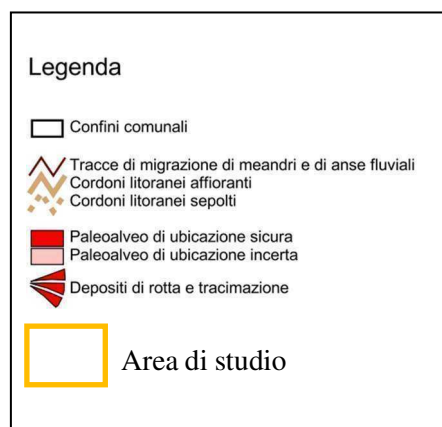 Legenda
Confini comunali
Tracce di migrazione di meandri e di anse fluviali
Cordoni litoranei affioranti
Cordoni litoranei sepolti
Paleoalveo di ubicazione sicura
Paleoalveo di ubicazione incerta
Depositi di rotta e tracimazione
Area di studio